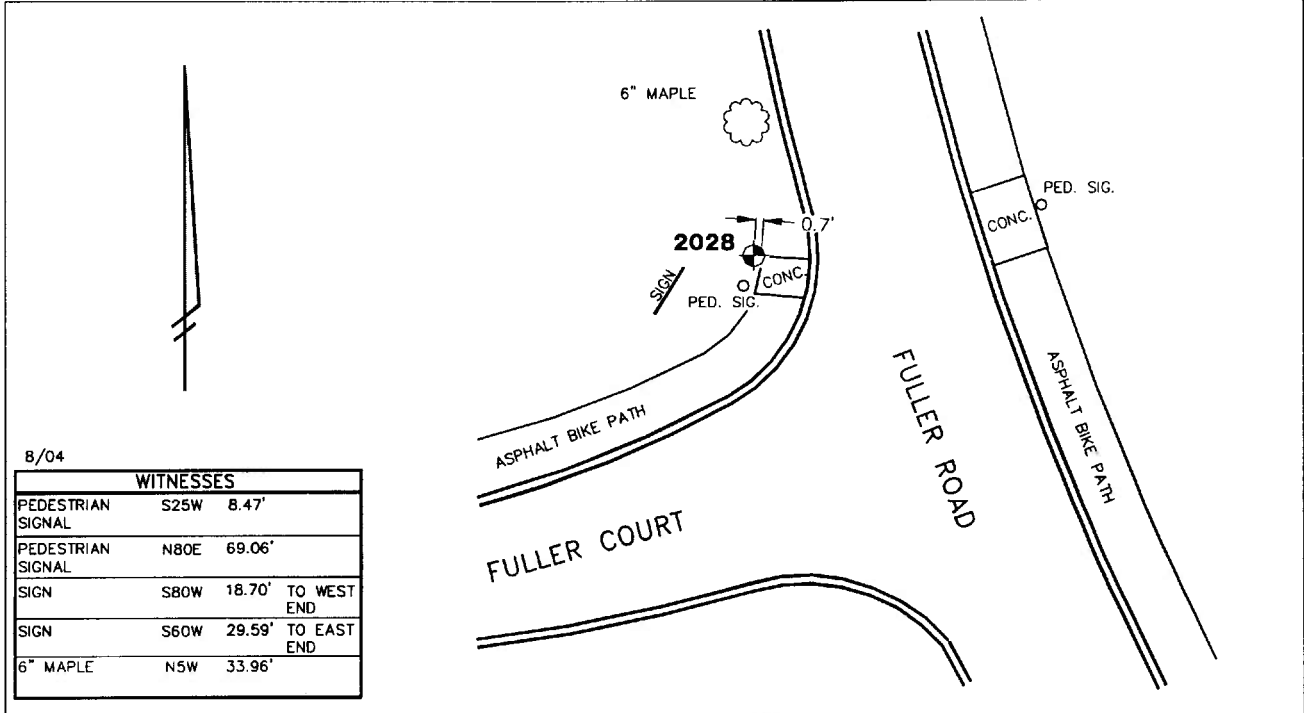 6" MAPLE
PED. SIG.
CONC.
0.7'
2028
SIGN
CONC.
PED. SIG.
FULLER ROAD
ASPHALT BIKE PATH
ASPHALT BIKE PATH
FULLER COURT
8/04
WITNESSES
PEDESTRIAN SIGNAL S25W 8.47'
PEDESTRIAN SIGNAL N80E 69.06'
SIGN S80W 18.70' TO WEST END
SIGN S60W 29.59' TO EAST END
6" MAPLE N5W 33.96'